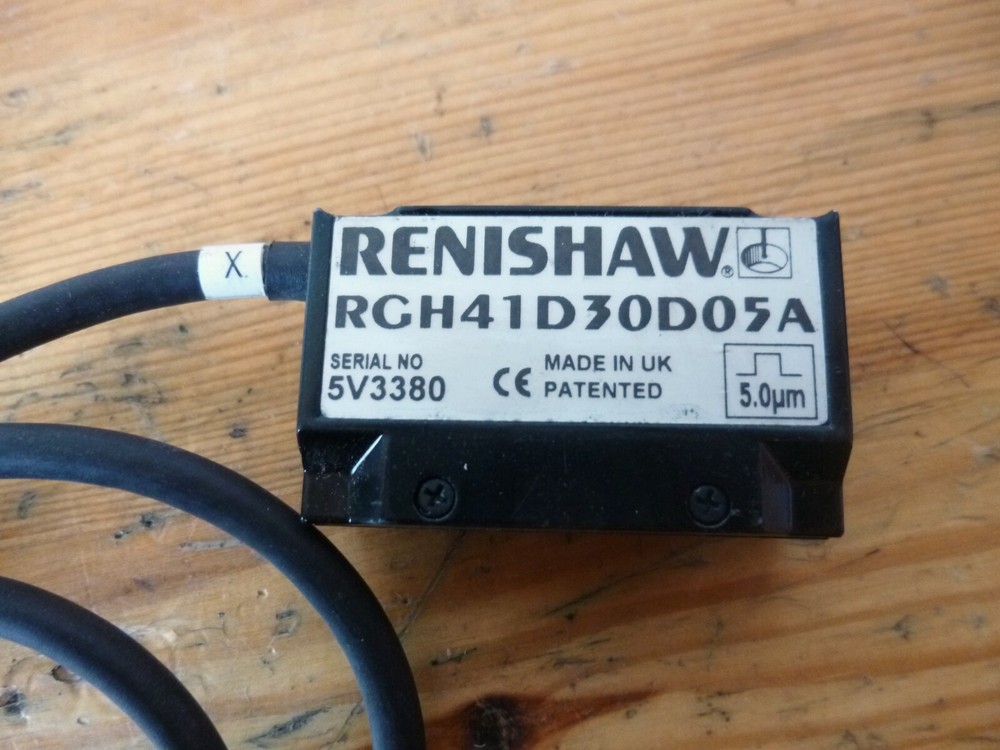 X.
RENISHAW®
RGH41D30D05A
SERIAL NO
5V3380
CE
MADE IN UK
PATENTED
5.0µm